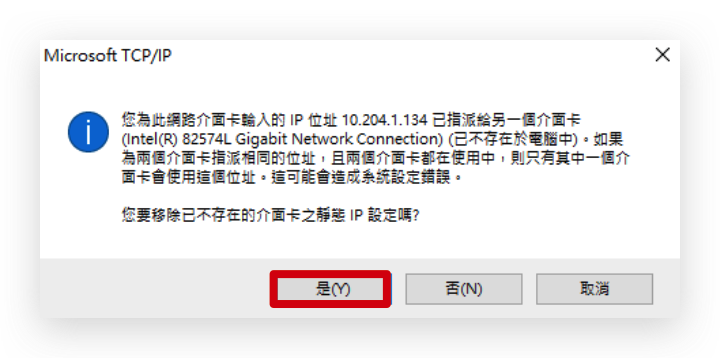 Microsoft TCP/IP
您為此網路介面卡輸入的 IP 位址 10.204.1.134 已指派給另一個介面卡
(Intel(R) 82574L Gigabit Network Connection) (已不存在於電腦中)。如果
為兩個介面卡指派相同的位址，且兩個介面卡都在使用中，則只有其中一個介
面卡會使用這個位址。這可能會造成系統設定錯誤。
您要移除已不存在的介面卡之靜態 IP 設定嗎?
是(Y)
否(N)
取消